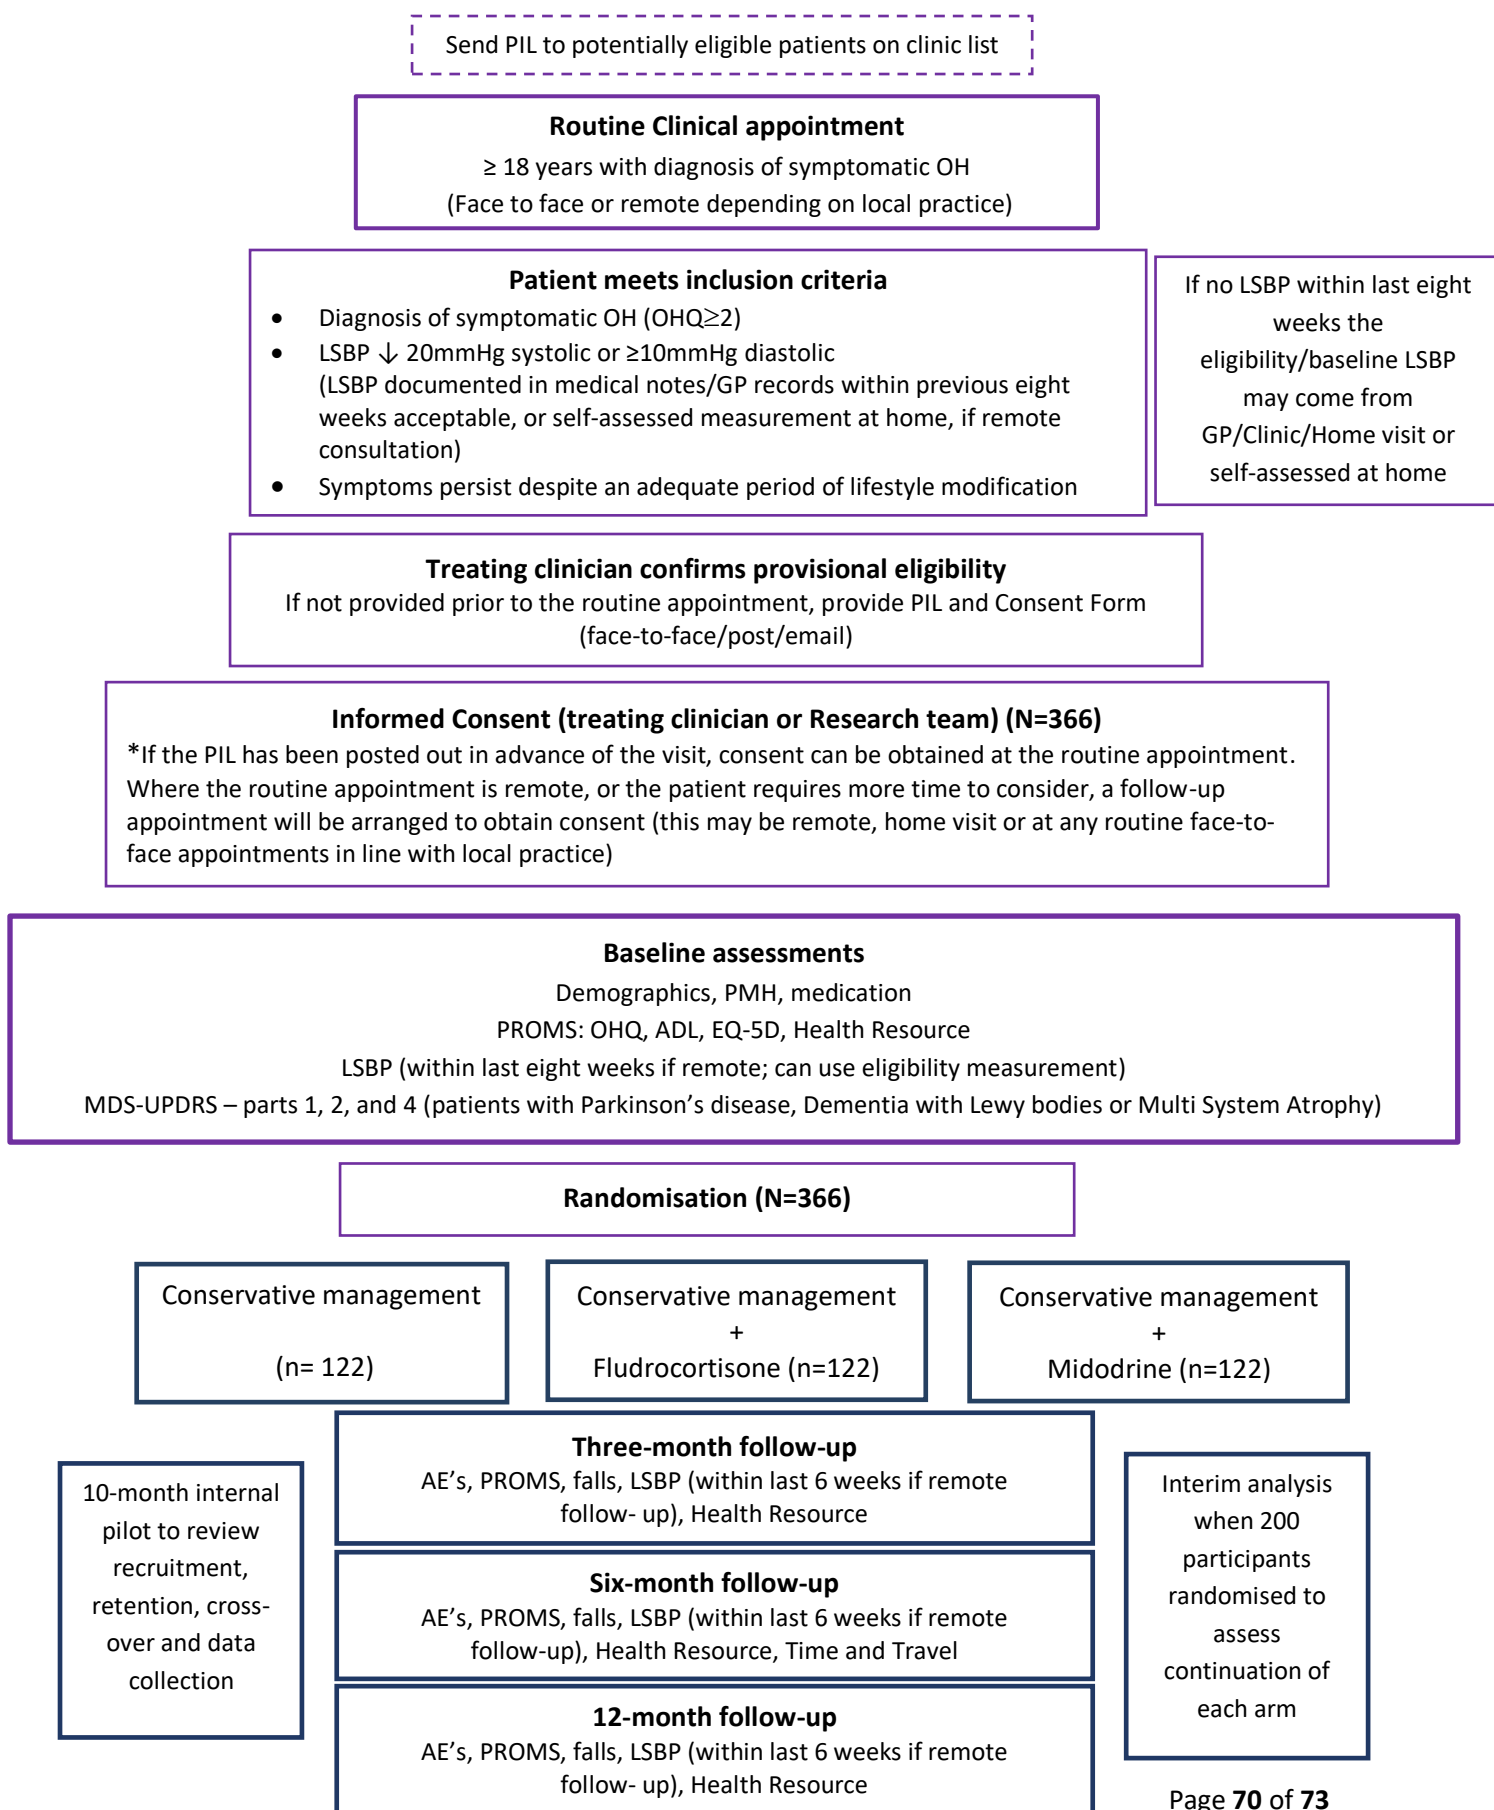 Send PIL to potentially eligible patients on clinic list
Routine Clinical appointment
≥ 18 years with diagnosis of symptomatic OH
(Face to face or remote depending on local practice)
Patient meets inclusion criteria
• Diagnosis of symptomatic OH (OHQ≥2)
• LSBP ↓ 20mmHg systolic or ≥10mmHg diastolic
(LSBP documented in medical notes/GP records within previous eight
weeks acceptable, or self-assessed measurement at home, if remote
consultation)
• Symptoms persist despite an adequate period of lifestyle modification
If no LSBP within last eight
weeks the
eligibility/baseline LSBP
may come from
GP/Clinic/Home visit or
self-assessed at home
Treating clinician confirms provisional eligibility
If not provided prior to the routine appointment, provide PIL and Consent Form
(face-to-face/post/email)
Informed Consent (treating clinician or Research team) (N=366)
*If the PIL has been posted out in advance of the visit, consent can be obtained at the routine appointment.
Where the routine appointment is remote, or the patient requires more time to consider, a follow-up
appointment will be arranged to obtain consent (this may be remote, home visit or at any routine face-to-
face appointments in line with local practice)
Baseline assessments
Demographics, PMH, medication
PROMS: OHQ, ADL, EQ-5D, Health Resource
LSBP (within last eight weeks if remote; can use eligibility measurement)
MDS-UPDRS – parts 1, 2, and 4 (patients with Parkinson’s disease, Dementia with Lewy bodies or Multi System Atrophy)
Randomisation (N=366)
Conservative management
(n= 122)
Conservative management
+
Fludrocortisone (n=122)
Conservative management
+
Midodrine (n=122)
Three-month follow-up
AE’s, PROMS, falls, LSBP (within last 6 weeks if remote
follow- up), Health Resource
10-month internal
pilot to review
recruitment,
retention, cross-
over and data
collection
Six-month follow-up
AE’s, PROMS, falls, LSBP (within last 6 weeks if remote
follow-up), Health Resource, Time and Travel
Interim analysis
when 200
participants
randomised to
assess
continuation of
each arm
12-month follow-up
AE’s, PROMS, falls, LSBP (within last 6 weeks if remote
follow- up), Health Resource
Page 70 of 73